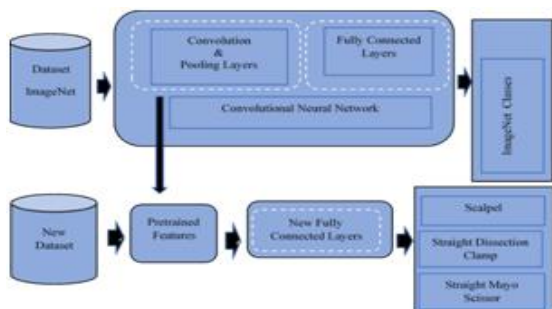 Dataset
ImageNet
Convolution
&
Pooling Layers
Fully Connected
Layers
Convolutional Neural Network
ImageNet Classes
New
Dataset
Pretrained
Features
New Fully
Connected Layers
Scalpel
Straight Dissection
Clamp
Straight Mayo
Scissor